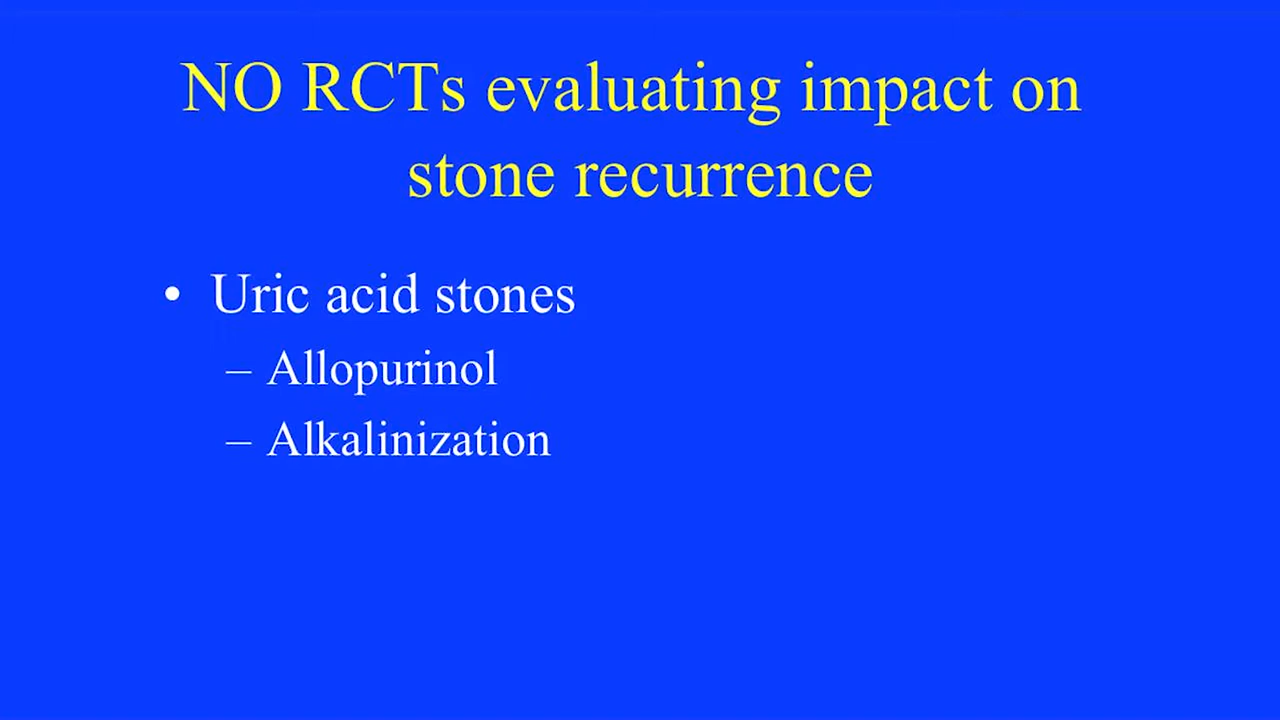 NO RCTs evaluating impact on
stone recurrence
• Uric acid stones
– Allopurinol
– Alkalinization